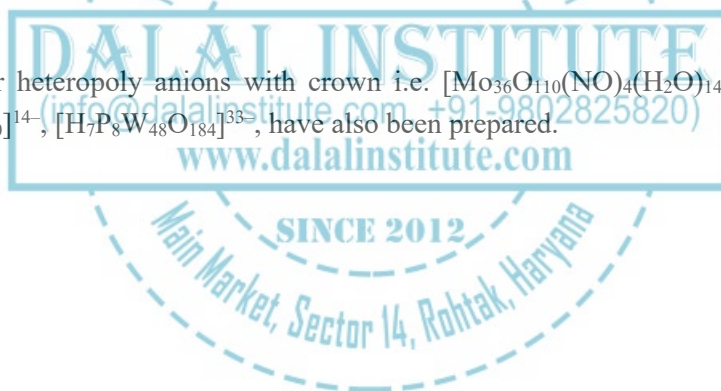 DALAL INSTITUTE
heteropoly anions with crown i.e. [Mo₃₆O₁₁₀(NO)₄(H₂O)₁₄
(info@dalalinstitute.com, +91-9802825820)
]¹⁴⁻, [H₇P₈W₄₈O₁₈₄]³³⁻, have also been prepared.
www.dalalinstitute.com
SINCE 2012
Main Market, Sector 14, Rohtak, Haryana